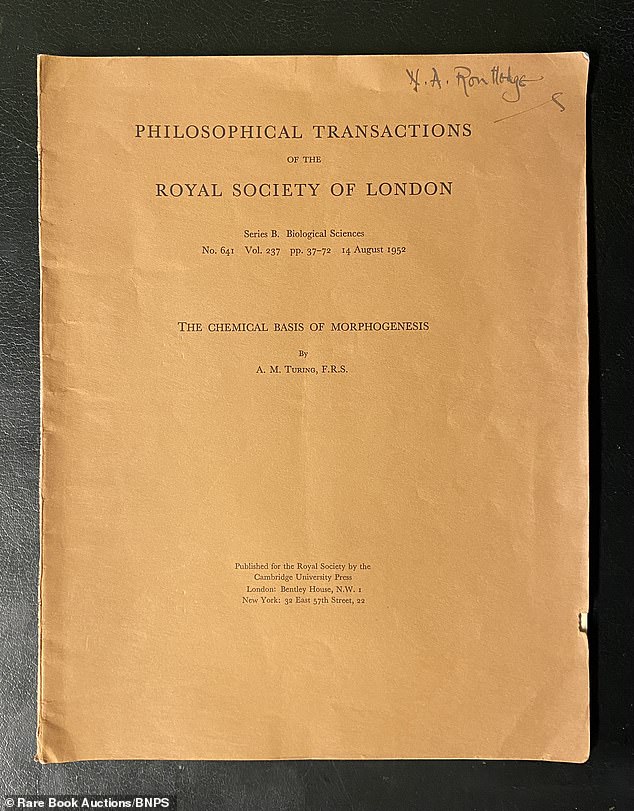 N. A. Routledge
PHILOSOPHICAL TRANSACTIONS
OF THE
ROYAL SOCIETY OF LONDON
Series B. Biological Sciences
No. 641 Vol. 237 pp. 37–72 14 August 1952
THE CHEMICAL BASIS OF MORPHOGENESIS
By
A. M. TURING, F.R.S.
Published for the Royal Society by the
Cambridge University Press
London: Bentley House, N.W. 1
New York: 32 East 57th Street, 22
© Rare Book Auctions/BNPS